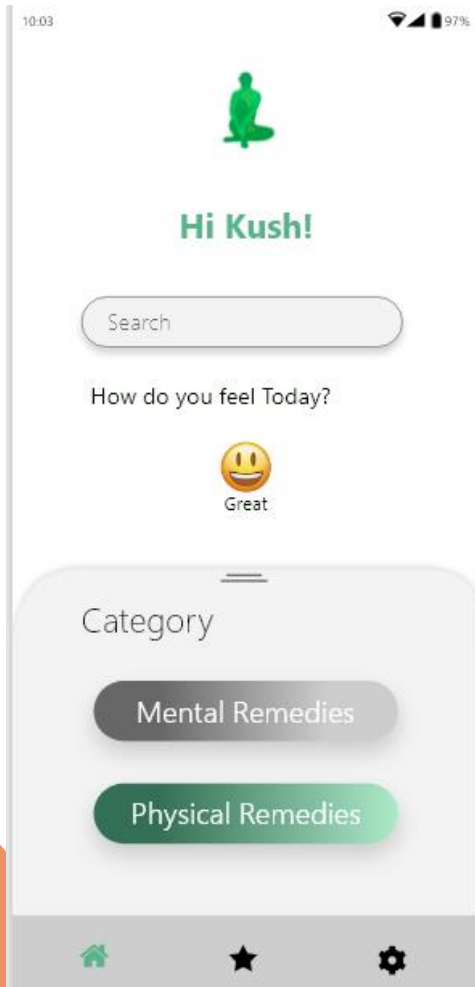 10:03
97%
Hi Kush!
Search
How do you feel Today?
Great
Category
Mental Remedies
Physical Remedies